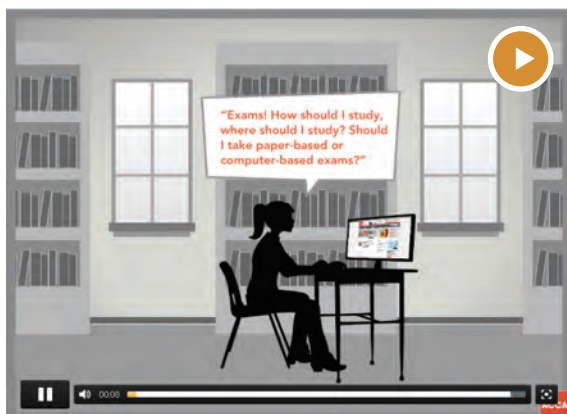 “Exams! How should I study,
where should I study? Should
I take paper-based or
computer-based exams?”
00:08
ACCA